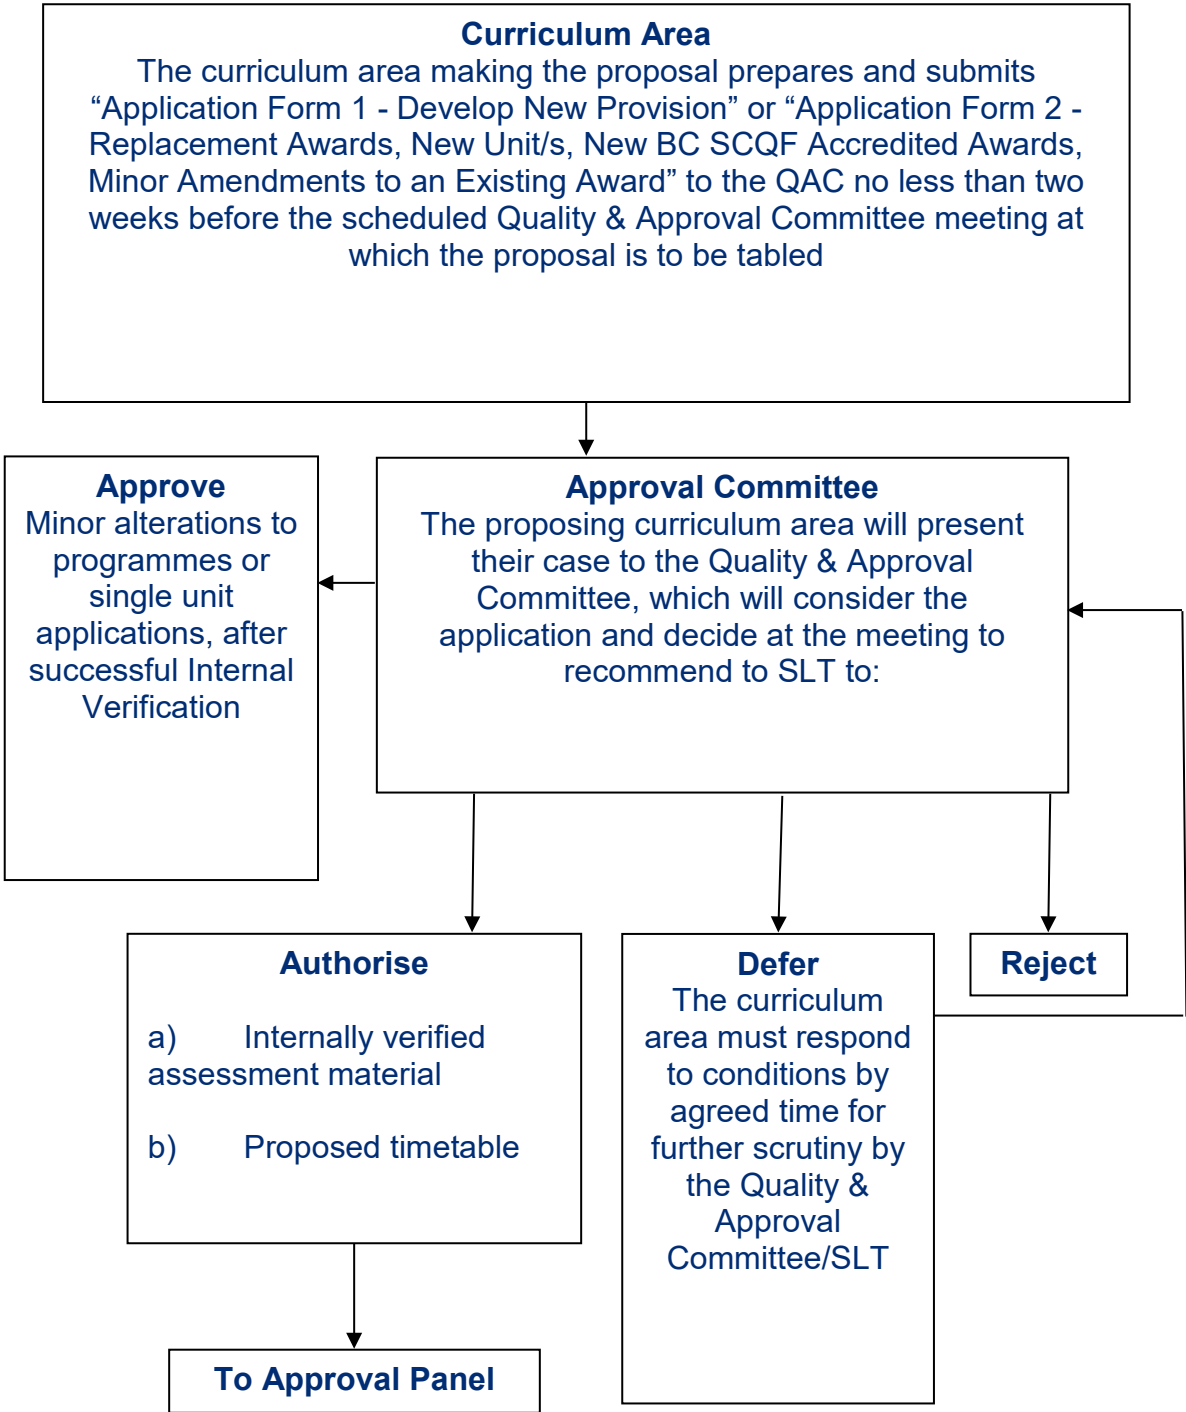 Curriculum Area
The curriculum area making the proposal prepares and submits
“Application Form 1 - Develop New Provision” or “Application Form 2 -
Replacement Awards, New Unit/s, New BC SCQF Accredited Awards,
Minor Amendments to an Existing Award” to the QAC no less than two
weeks before the scheduled Quality & Approval Committee meeting at
which the proposal is to be tabled
Approve
Minor alterations to
programmes or
single unit
applications, after
successful Internal
Verification
Approval Committee
The proposing curriculum area will present
their case to the Quality & Approval
Committee, which will consider the
application and decide at the meeting to
recommend to SLT to:
Authorise
a) Internally verified
assessment material
b) Proposed timetable
Defer
The curriculum
area must respond
to conditions by
agreed time for
further scrutiny by
the Quality &
Approval
Committee/SLT
Reject
To Approval Panel